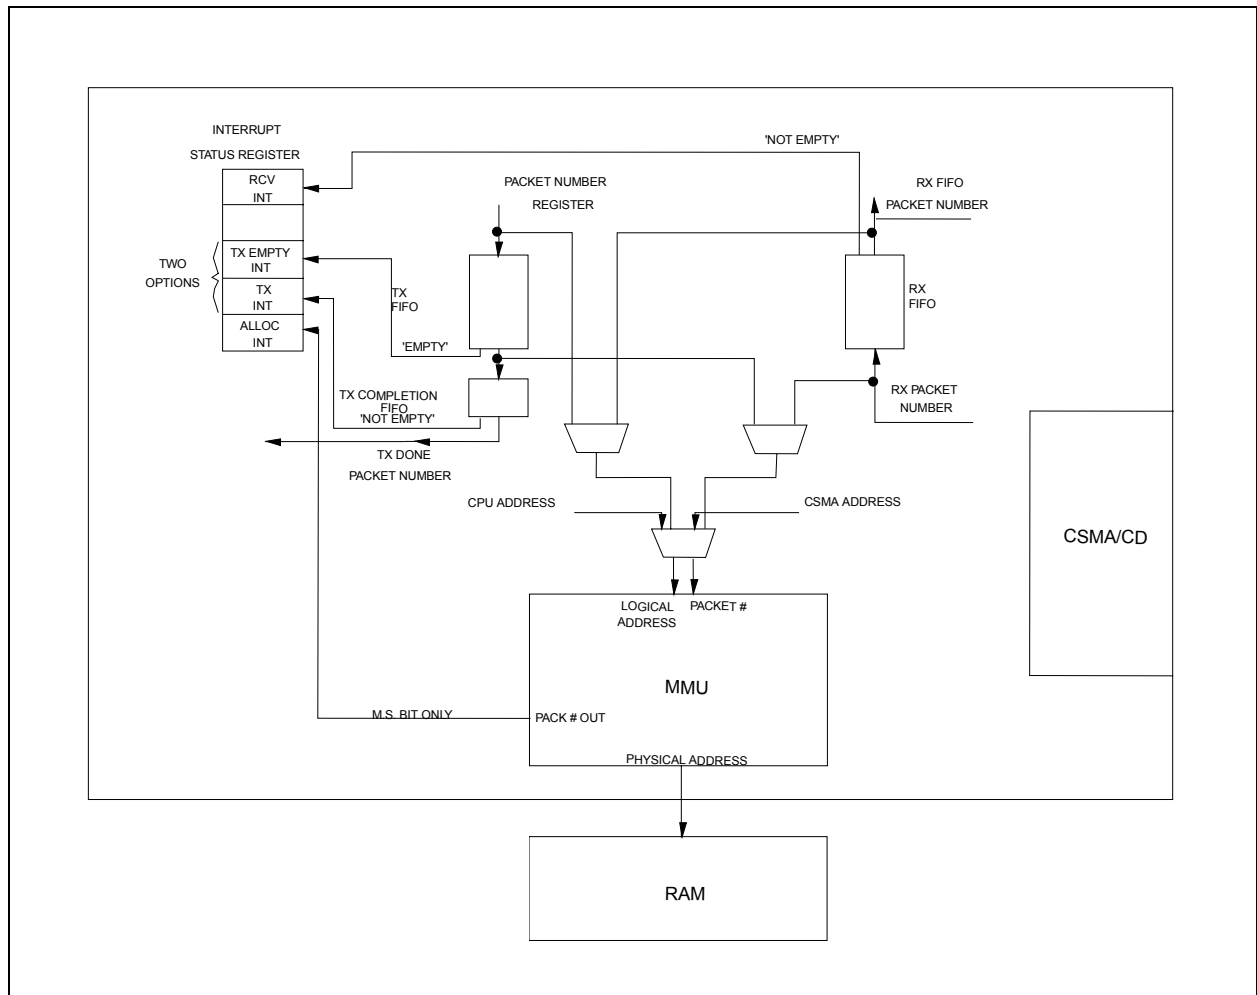 INTERRUPT
STATUS REGISTER
RCV
INT
TX EMPTY
INT
TX
INT
ALLOC
INT
TWO
OPTIONS
'NOT EMPTY'
PACKET NUMBER
REGISTER
RX FIFO
PACKET NUMBER
TX
FIFO
RX
FIFO
'EMPTY'
TX COMPLETION
FIFO
'NOT EMPTY'
TX DONE
PACKET NUMBER
RX PACKET
NUMBER
CPU ADDRESS
CSMA ADDRESS
CSMA/CD
LOGICAL
ADDRESS
PACKET #
MMU
M.S. BIT ONLY
PACK # OUT
PHYSICAL ADDRESS
RAM